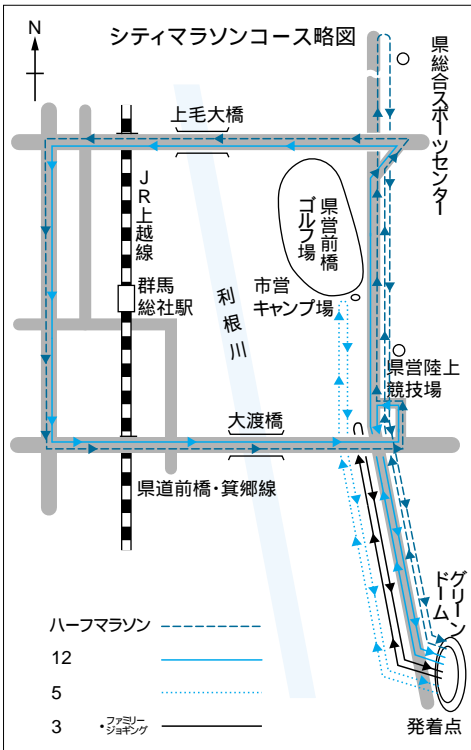 シティマラソンコース略図
N
県総合スポーツセンター
上毛大橋
JR上越線
県営前橋
ゴルフ場
群馬
総社駅
利根川
市営
キャンプ場
県営陸上
競技場
大渡橋
県道前橋・箕郷線
グリーン
ドーム
ハーフマラソン
12
5
3 ・ファミリー
ジョギング
発着点